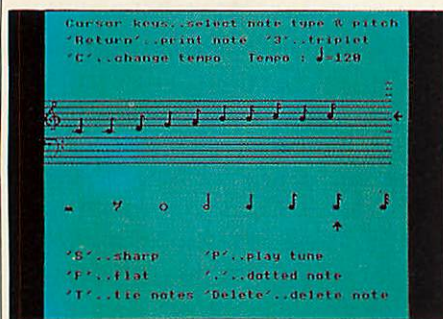 Cursor keys..select note type & pitch
'Return'..print note '3'..triplet
'C'..change tempo Tempo : =120
'S'..sharp 'P'..play tune
'F'..flat '.'..dotted note
'T'..tie notes 'Delete'..delete note